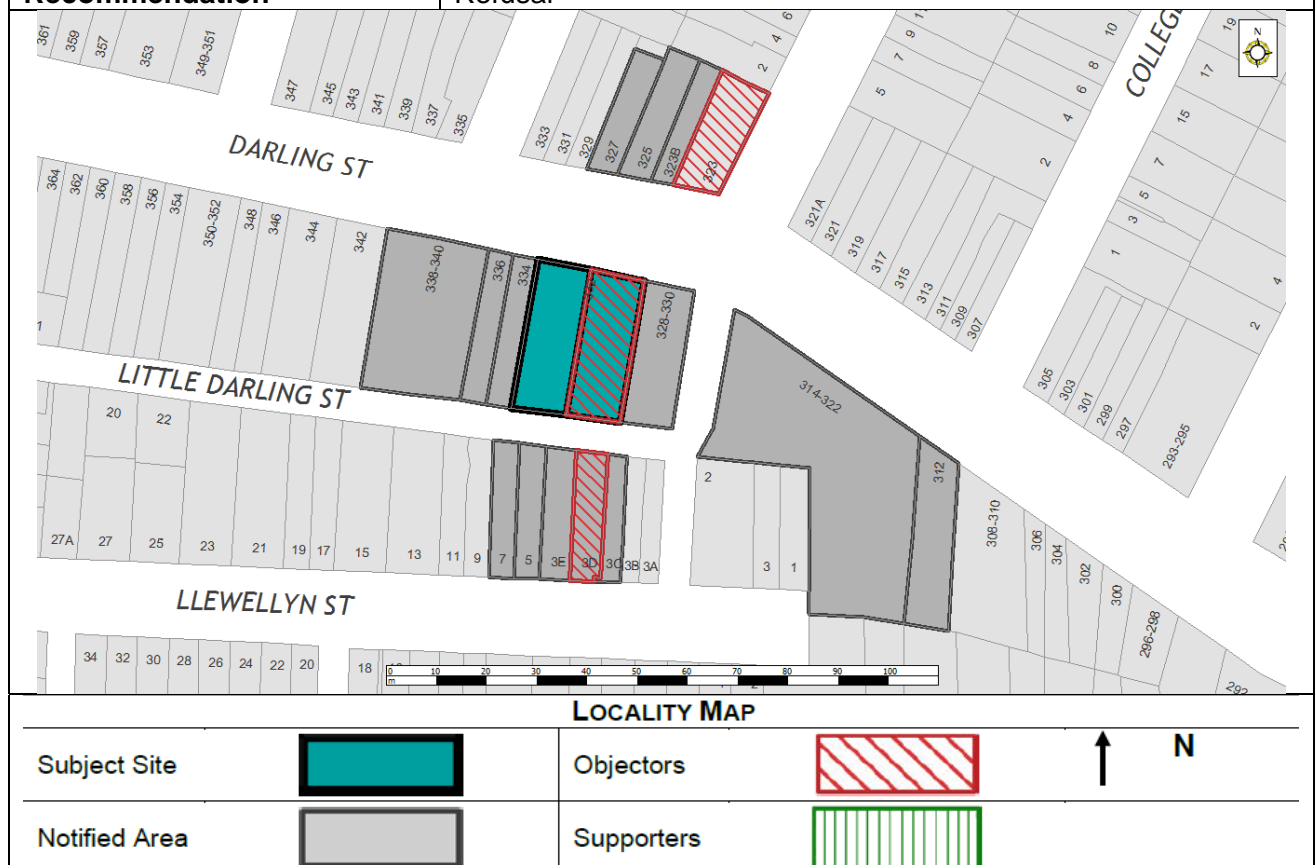 Recommendation Refusal
361 359 357 353 349-351
347 345 343 341 339 337 335
333 331 329 327 325 323B 323
2 4 6
5 7 9
321A 321 319 317 315 313 311 309 307
2 4 6 8 10
COLLEGE
19 17 15 7 5 3 1
305 303 301 299 297 293-295
2 4
N
DARLING ST
364 362 360 358 356 354 350-352 348 346 344 342 338-340 336 334 328-330
314-322 312 308-310 306 304 302 300 296-298 292
1
LITTLE DARLING ST
20 22
27A 27 25 23 21 19 17 15 13 11 9 7 5 3E 3D 3C 3B 3A
2 3 1
LLEWELLYN ST
34 32 30 28 26 24 22 20 18
0 10 20 30 40 50 60 70 80 90 100
m
LOCALITY MAP
Subject Site Objectors N
Notified Area Supporters